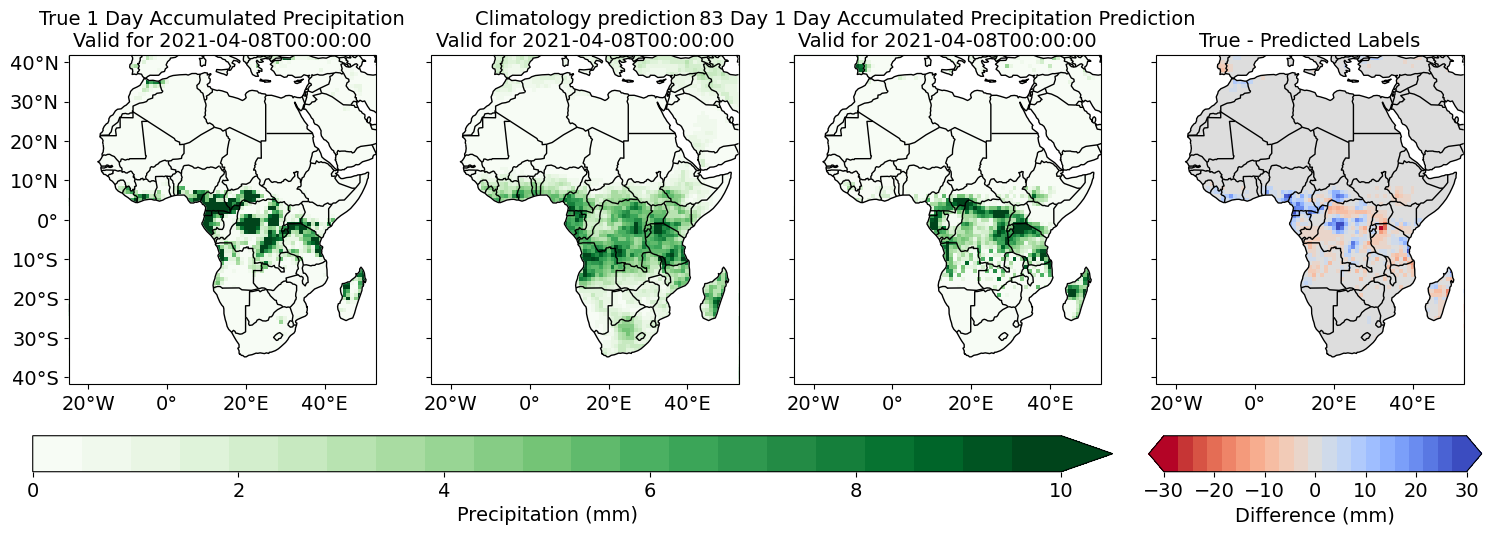 True 1 Day Accumulated Precipitation
Valid for 2021-04-08T00:00:00
Climatology prediction
Valid for 2021-04-08T00:00:00
83 Day 1 Day Accumulated Precipitation Prediction
Valid for 2021-04-08T00:00:00
True - Predicted Labels
40°N
30°N
20°N
10°N
0°
10°S
20°S
30°S
40°S
20°W 0° 20°E 40°E
20°W 0° 20°E 40°E
20°W 0° 20°E 40°E
20°W 0° 20°E 40°E
0 2 4 6 8 10
Precipitation (mm)
−30 −20 −10 0 10 20 30
Difference (mm)